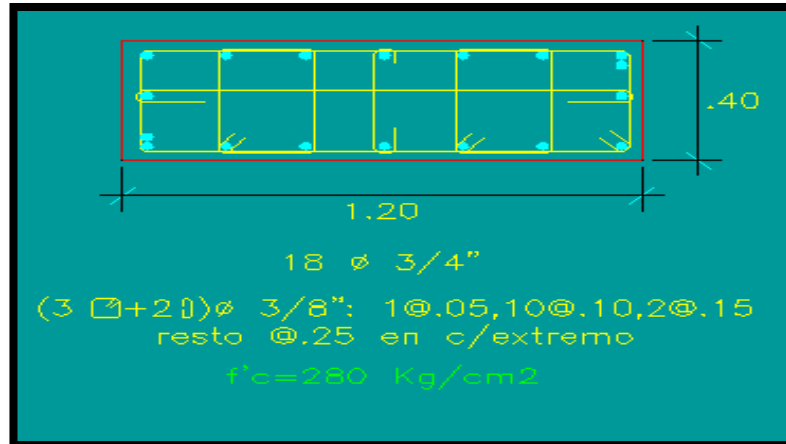 .40
1.20
18 ø 3/4"
(3 +2)ø 3/8": 1@.05,10@.10,2@.15
resto @.25 en c/extremo
f'c=280 Kg/cm2